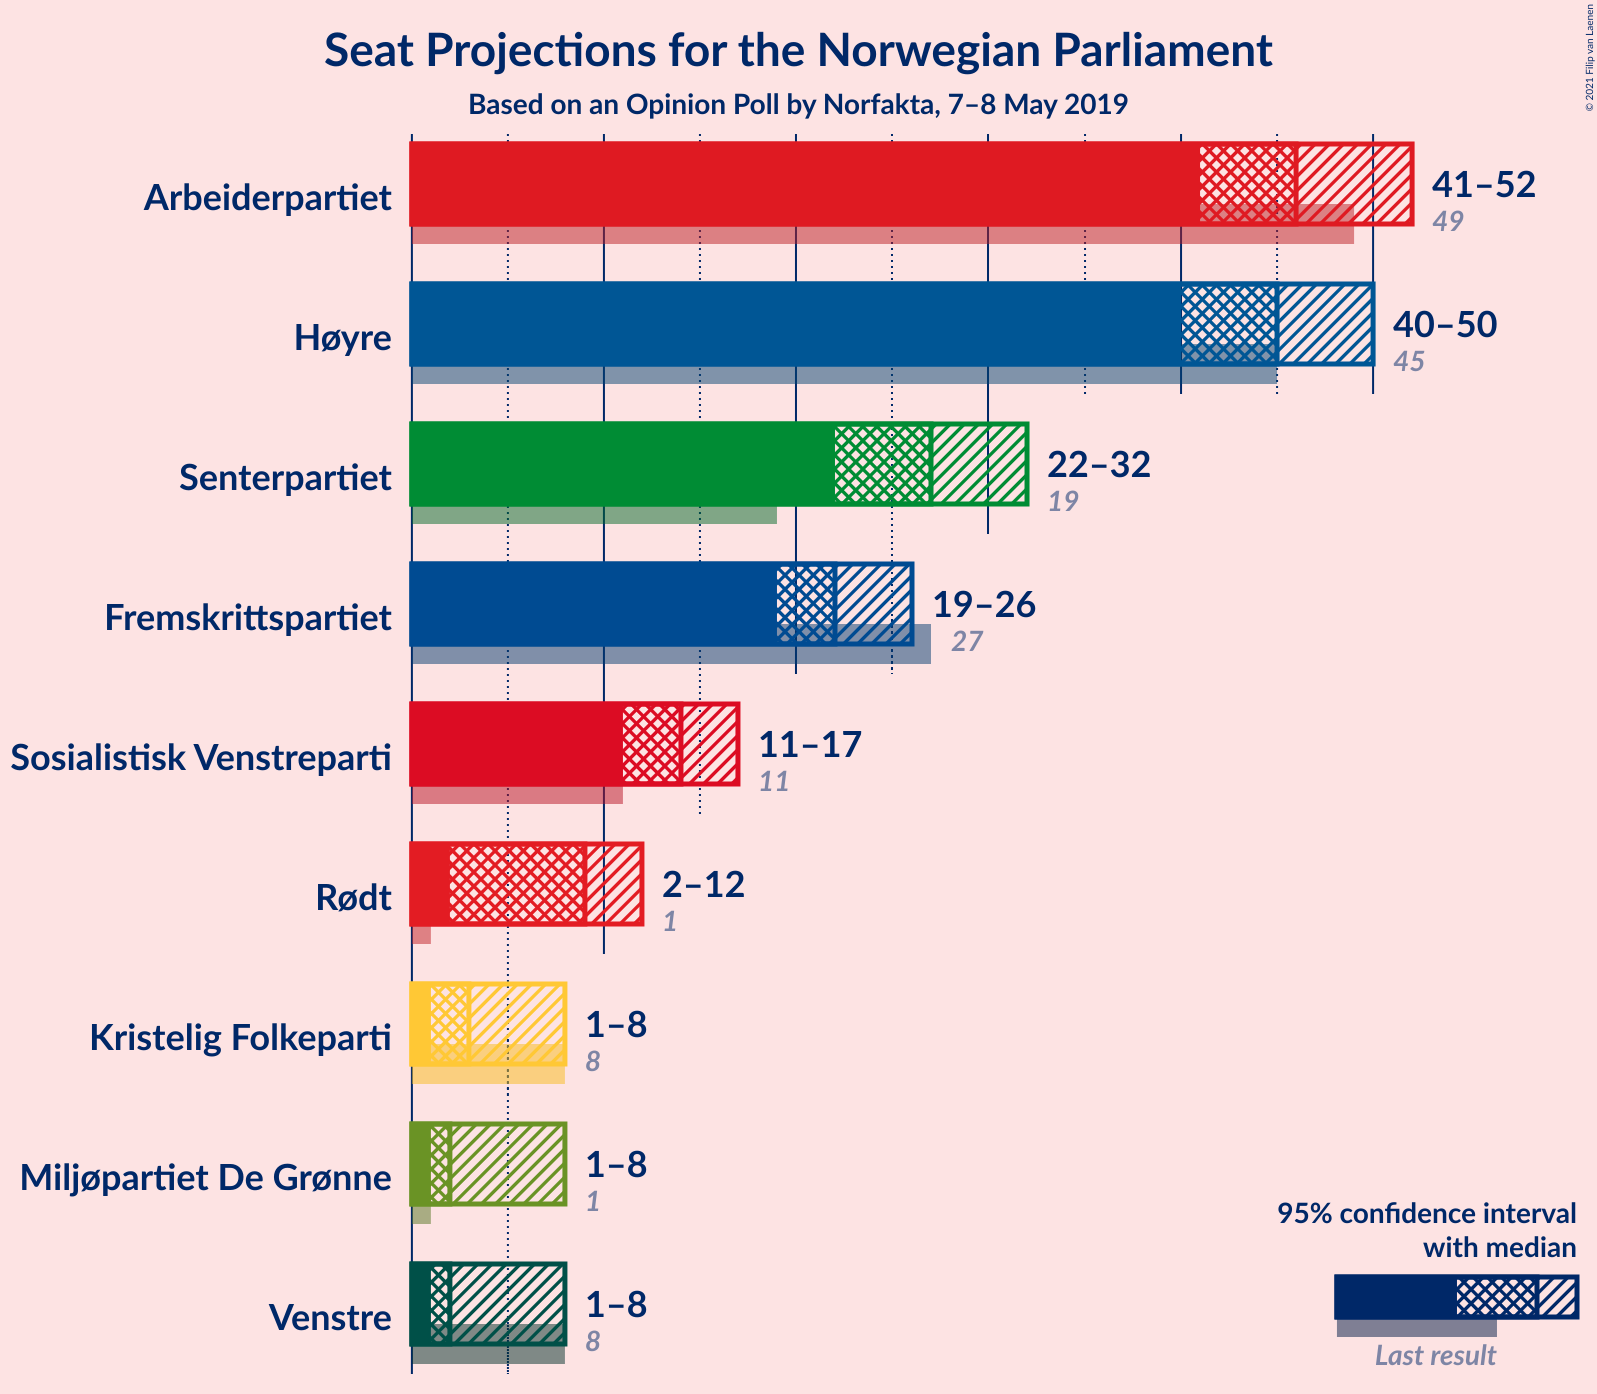 Seat Projections for the Norwegian Parliament
Based on an Opinion Poll by Norfakta, 7–8 May 2019
© 2021 Filip van Laenen
Arbeiderpartiet
41–52
49
Høyre
40–50
45
Senterpartiet
22–32
19
Fremskrittspartiet
19–26
27
Sosialistisk Venstreparti
11–17
11
Rødt
2–12
1
Kristelig Folkeparti
1–8
8
Miljøpartiet De Grønne
1–8
1
Venstre
1–8
8
95% confidence interval
with median
Last result